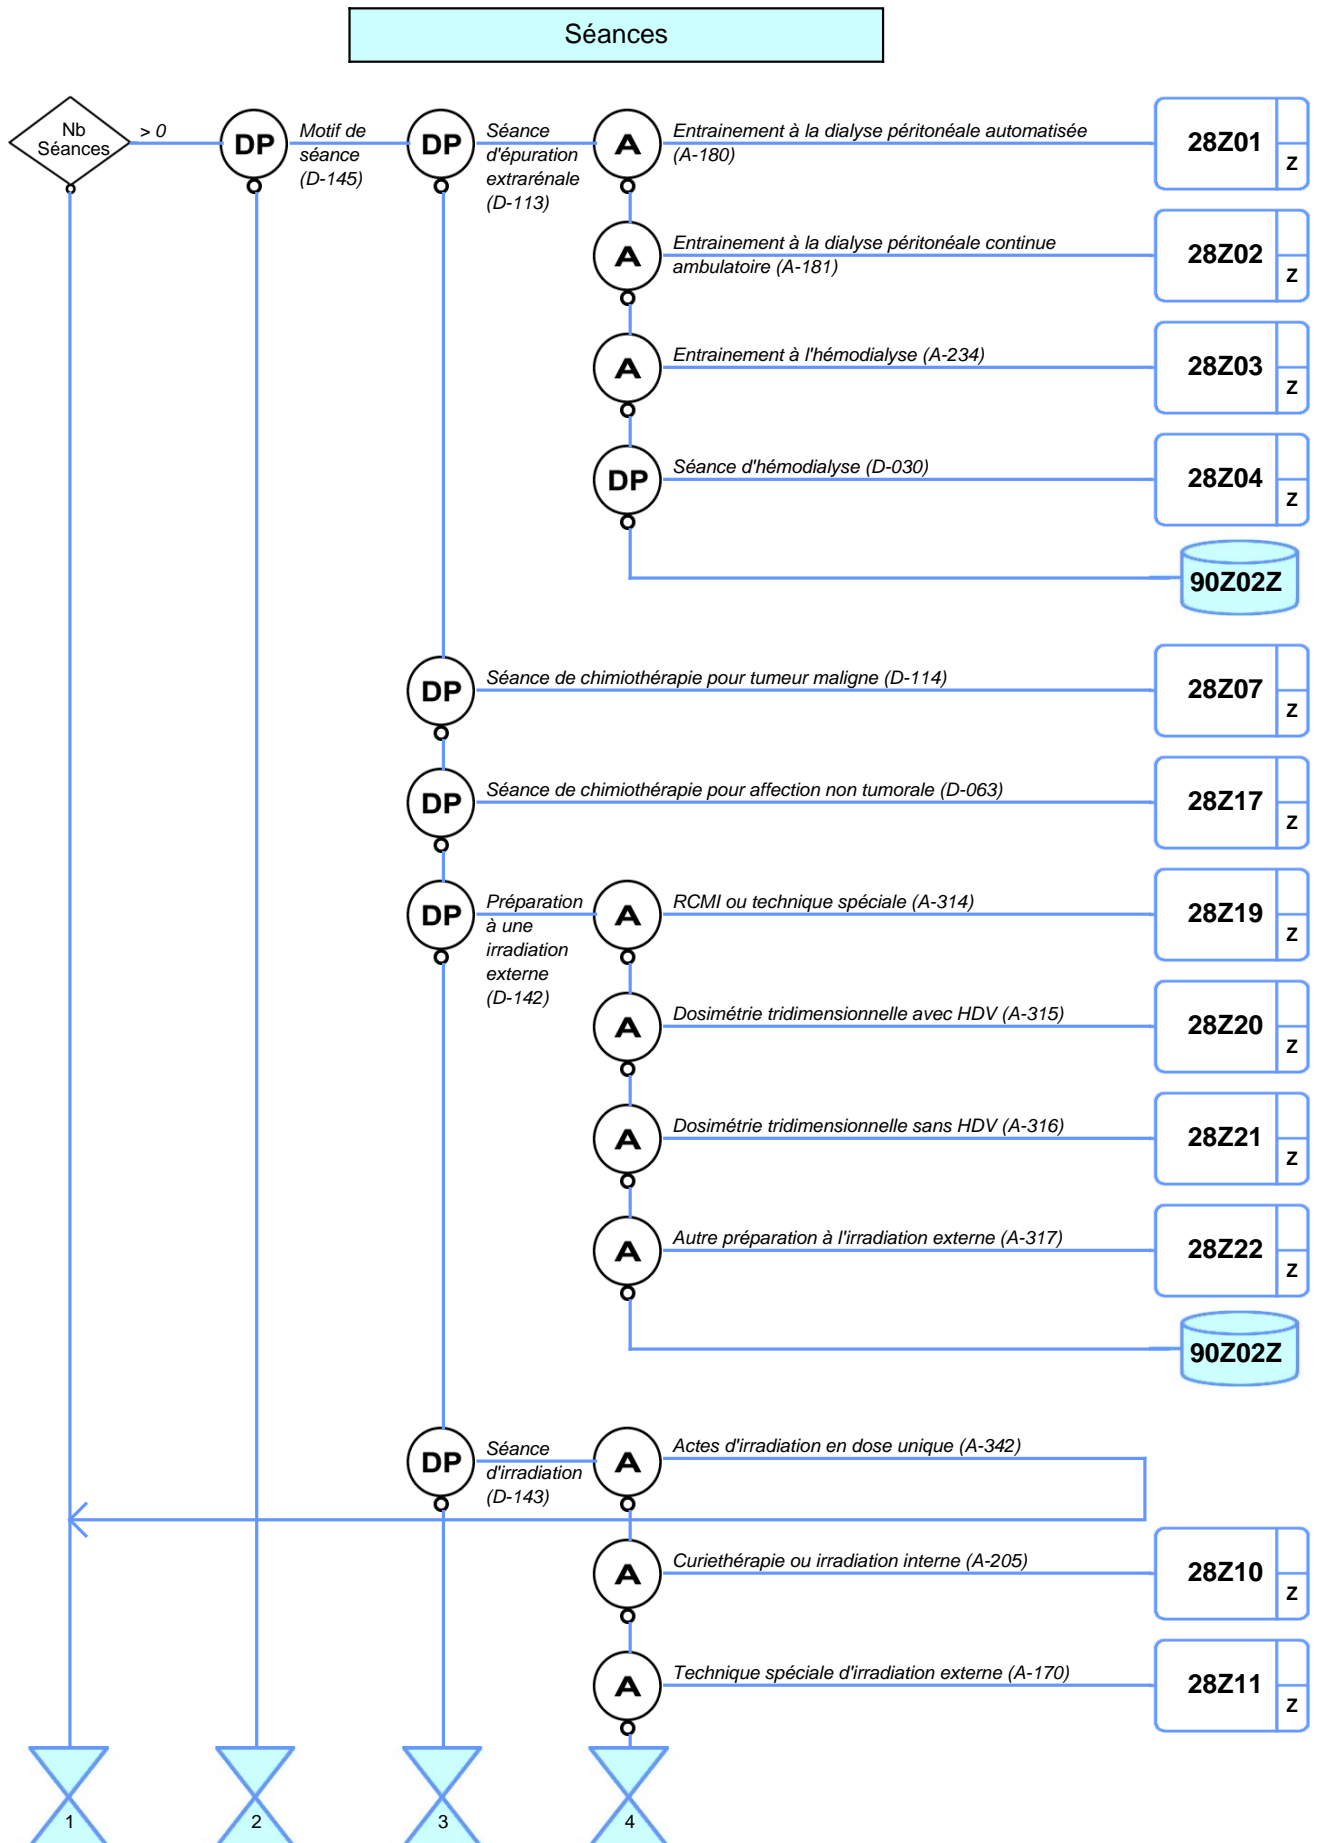 Séances
Nb
Séances
> 0
DP
Motif de
séance
(D-145)
DP
Séance
d'épuration
extrarénale
(D-113)
A
Entrainement à la dialyse péritonéale automatisée
(A-180)
28Z01
Z
A
Entrainement à la dialyse péritonéale continue
ambulatoire (A-181)
28Z02
Z
A
Entrainement à l'hémodialyse (A-234)
28Z03
Z
DP
Séance d'hémodialyse (D-030)
28Z04
Z
90Z02Z
DP
Séance de chimiothérapie pour tumeur maligne (D-114)
28Z07
Z
DP
Séance de chimiothérapie pour affection non tumorale (D-063)
28Z17
Z
DP
Préparation
à une
irradiation
externe
(D-142)
A
RCMI ou technique spéciale (A-314)
28Z19
Z
A
Dosimétrie tridimensionnelle avec HDV (A-315)
28Z20
Z
A
Dosimétrie tridimensionnelle sans HDV (A-316)
28Z21
Z
A
Autre préparation à l'irradiation externe (A-317)
28Z22
Z
90Z02Z
DP
Séance
d'irradiation
(D-143)
A
Actes d'irradiation en dose unique (A-342)
A
Curiethérapie ou irradiation interne (A-205)
28Z10
Z
A
Technique spéciale d'irradiation externe (A-170)
28Z11
Z
1
2
3
4